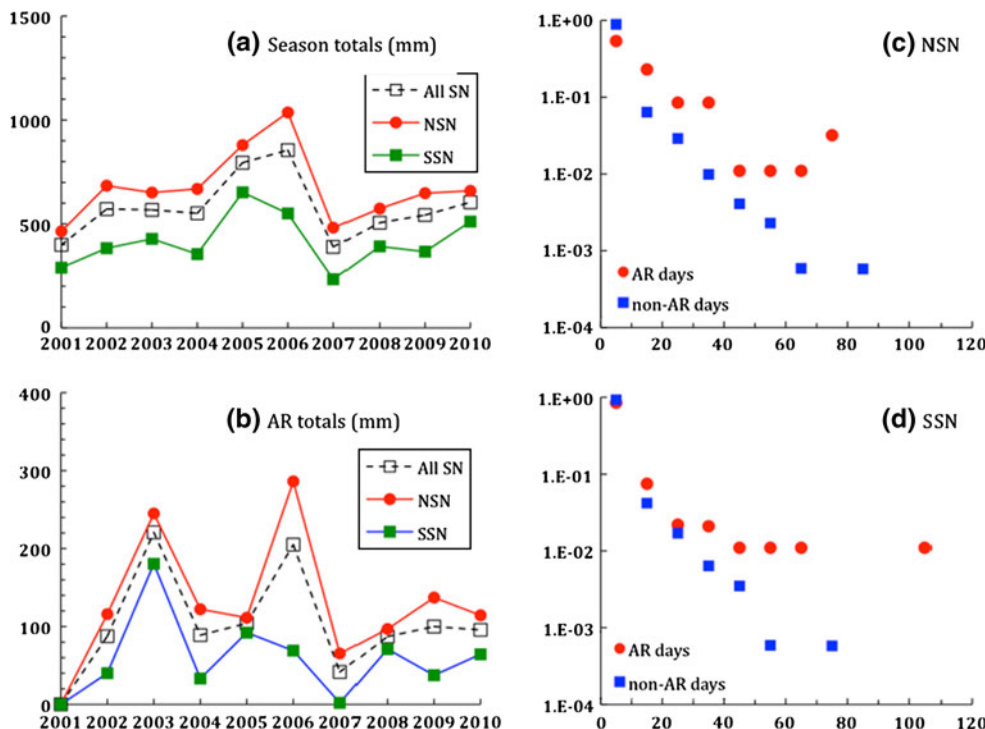 (a) Season totals (mm)
1500
1000
500
0
All SN
NSN
SSN
2001 2002 2003 2004 2005 2006 2007 2008 2009 2010
(b) AR totals (mm)
400
300
200
100
0
All SN
NSN
SSN
2001 2002 2003 2004 2005 2006 2007 2008 2009 2010
(c) NSN
1.E+00
1.E-01
1.E-02
1.E-03
1.E-04
AR days
non-AR days
0 20 40 60 80 100 120
(d) SSN
1.E+00
1.E-01
1.E-02
1.E-03
1.E-04
AR days
non-AR days
0 20 40 60 80 100 120